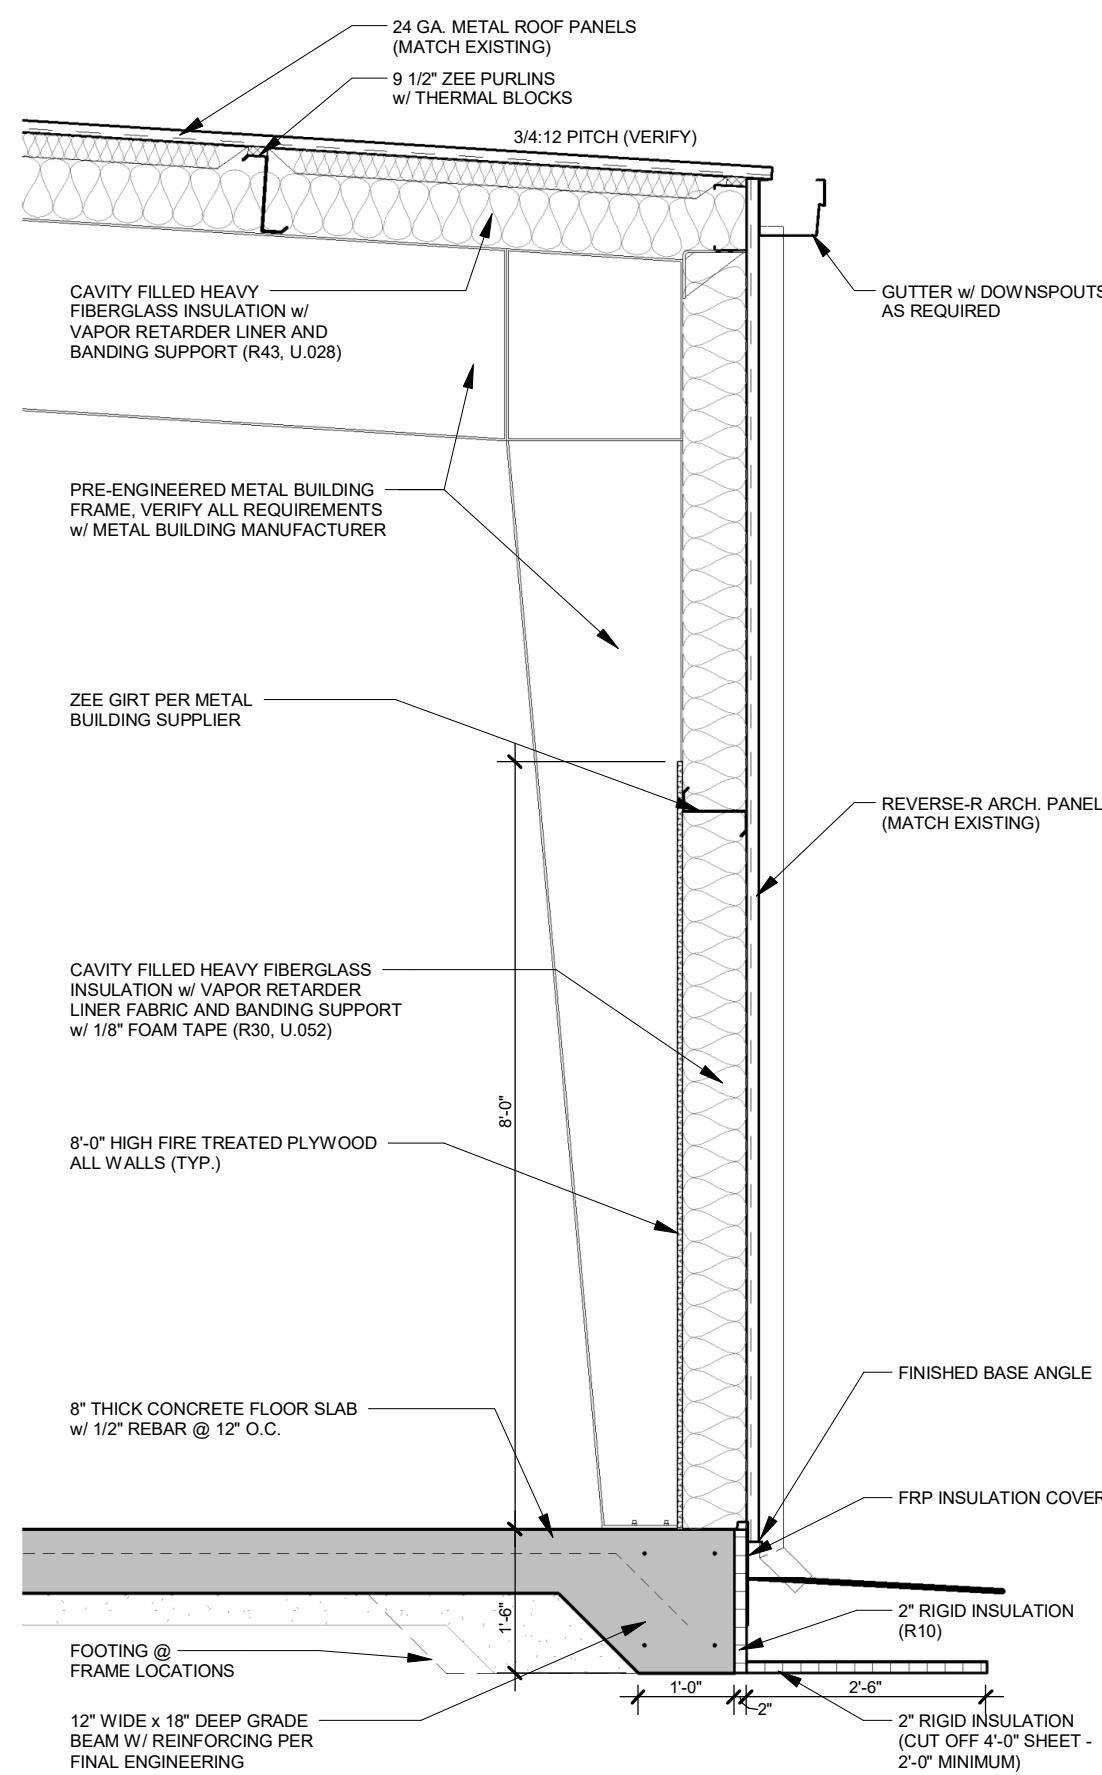 24 GA. METAL ROOF PANELS
(MATCH EXISTING)
9 1/2" ZEE PURLINS
w/ THERMAL BLOCKS
3/4:12 PITCH (VERIFY)
CAVITY FILLED HEAVY
FIBERGLASS INSULATION w/
VAPOR RETARDER LINER AND
BANDING SUPPORT (R43, U.028)
GUTTER w/ DOWNSPOUTS
AS REQUIRED
PRE-ENGINEERED METAL BUILDING
FRAME, VERIFY ALL REQUIREMENTS
w/ METAL BUILDING MANUFACTURER
ZEE GIRT PER METAL
BUILDING SUPPLIER
REVERSE-R ARCH. PANEL
(MATCH EXISTING)
CAVITY FILLED HEAVY FIBERGLASS
INSULATION w/ VAPOR RETARDER
LINER FABRIC AND BANDING SUPPORT
w/ 1/8" FOAM TAPE (R30, U.052)
8'-0"
8'-0" HIGH FIRE TREATED PLYWOOD
ALL WALLS (TYP.)
FINISHED BASE ANGLE
8" THICK CONCRETE FLOOR SLAB
w/ 1/2" REBAR @ 12" O.C.
FRP INSULATION COVER
1'-6"
2" RIGID INSULATION
(R10)
FOOTING @
FRAME LOCATIONS
1'-0"
2"
2'-6"
12" WIDE x 18" DEEP GRADE
BEAM W/ REINFORCING PER
FINAL ENGINEERING
2" RIGID INSULATION
(CUT OFF 4'-0" SHEET -
2'-0" MINIMUM)